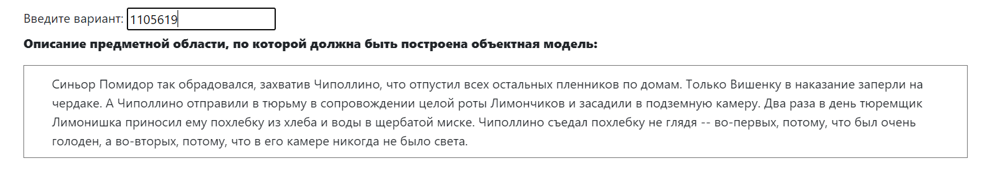 Введите вариант: 1105619
Описание предметной области, по которой должна быть построена объектная модель:
Синьор Помидор так обрадовался, захватив Чиполлино, что отпустил всех остальных пленников по домам. Только Вишенку в наказание заперли на
чердаке. А Чиполлино отправили в тюрьму в сопровождении целой роты Лимончиков и засадили в подземную камеру. Два раза в день тюремщик
Лимонишка приносил ему похлебку из хлеба и воды в щербатой миске. Чиполлино съедал похлебку не глядя -- во-первых, потому, что был очень
голоден, а во-вторых, потому, что в его камере никогда не было света.